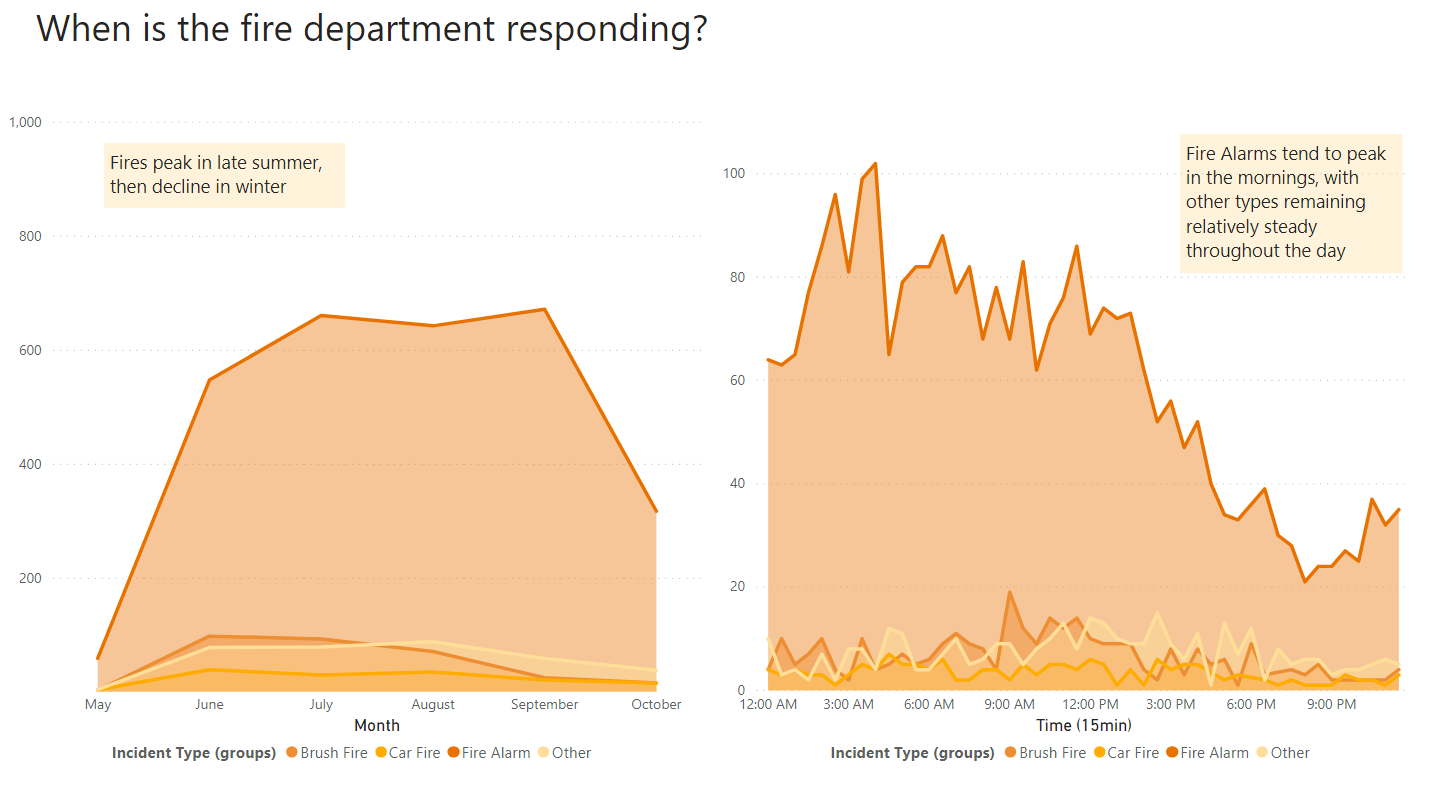 When is the fire department responding?
1,000
800
600
400
200
Fires peak in late summer,
then decline in winter
May June July August September October
Month
Incident Type (groups) Brush Fire Car Fire Fire Alarm Other
100
80
60
40
20
0
Fire Alarms tend to peak
in the mornings, with
other types remaining
relatively steady
throughout the day
12:00 AM 3:00 AM 6:00 AM 9:00 AM 12:00 PM 3:00 PM 6:00 PM 9:00 PM
Time (15min)
Incident Type (groups) Brush Fire Car Fire Fire Alarm Other